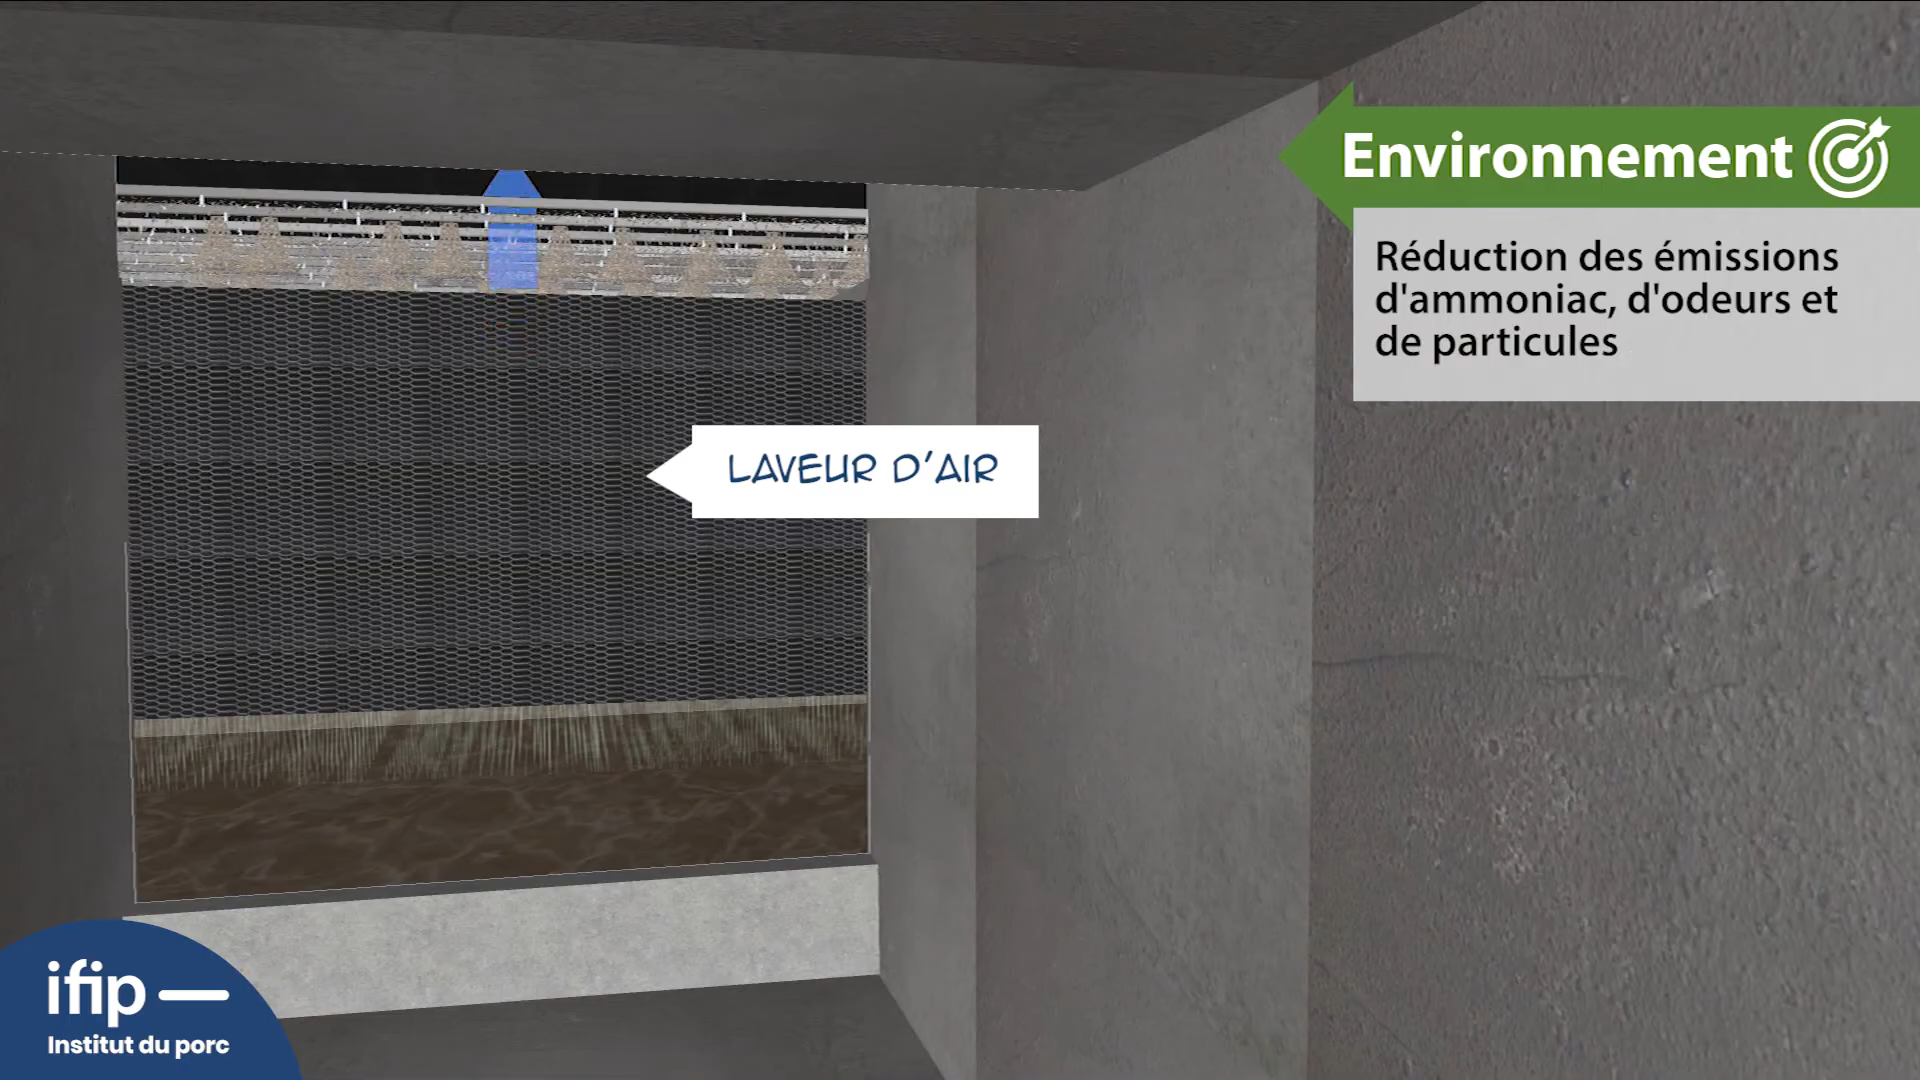 Environnement
Réduction des émissions
d'ammoniac, d'odeurs et
de particules
LAVEUR D'AIR
ifip
Institut du porc